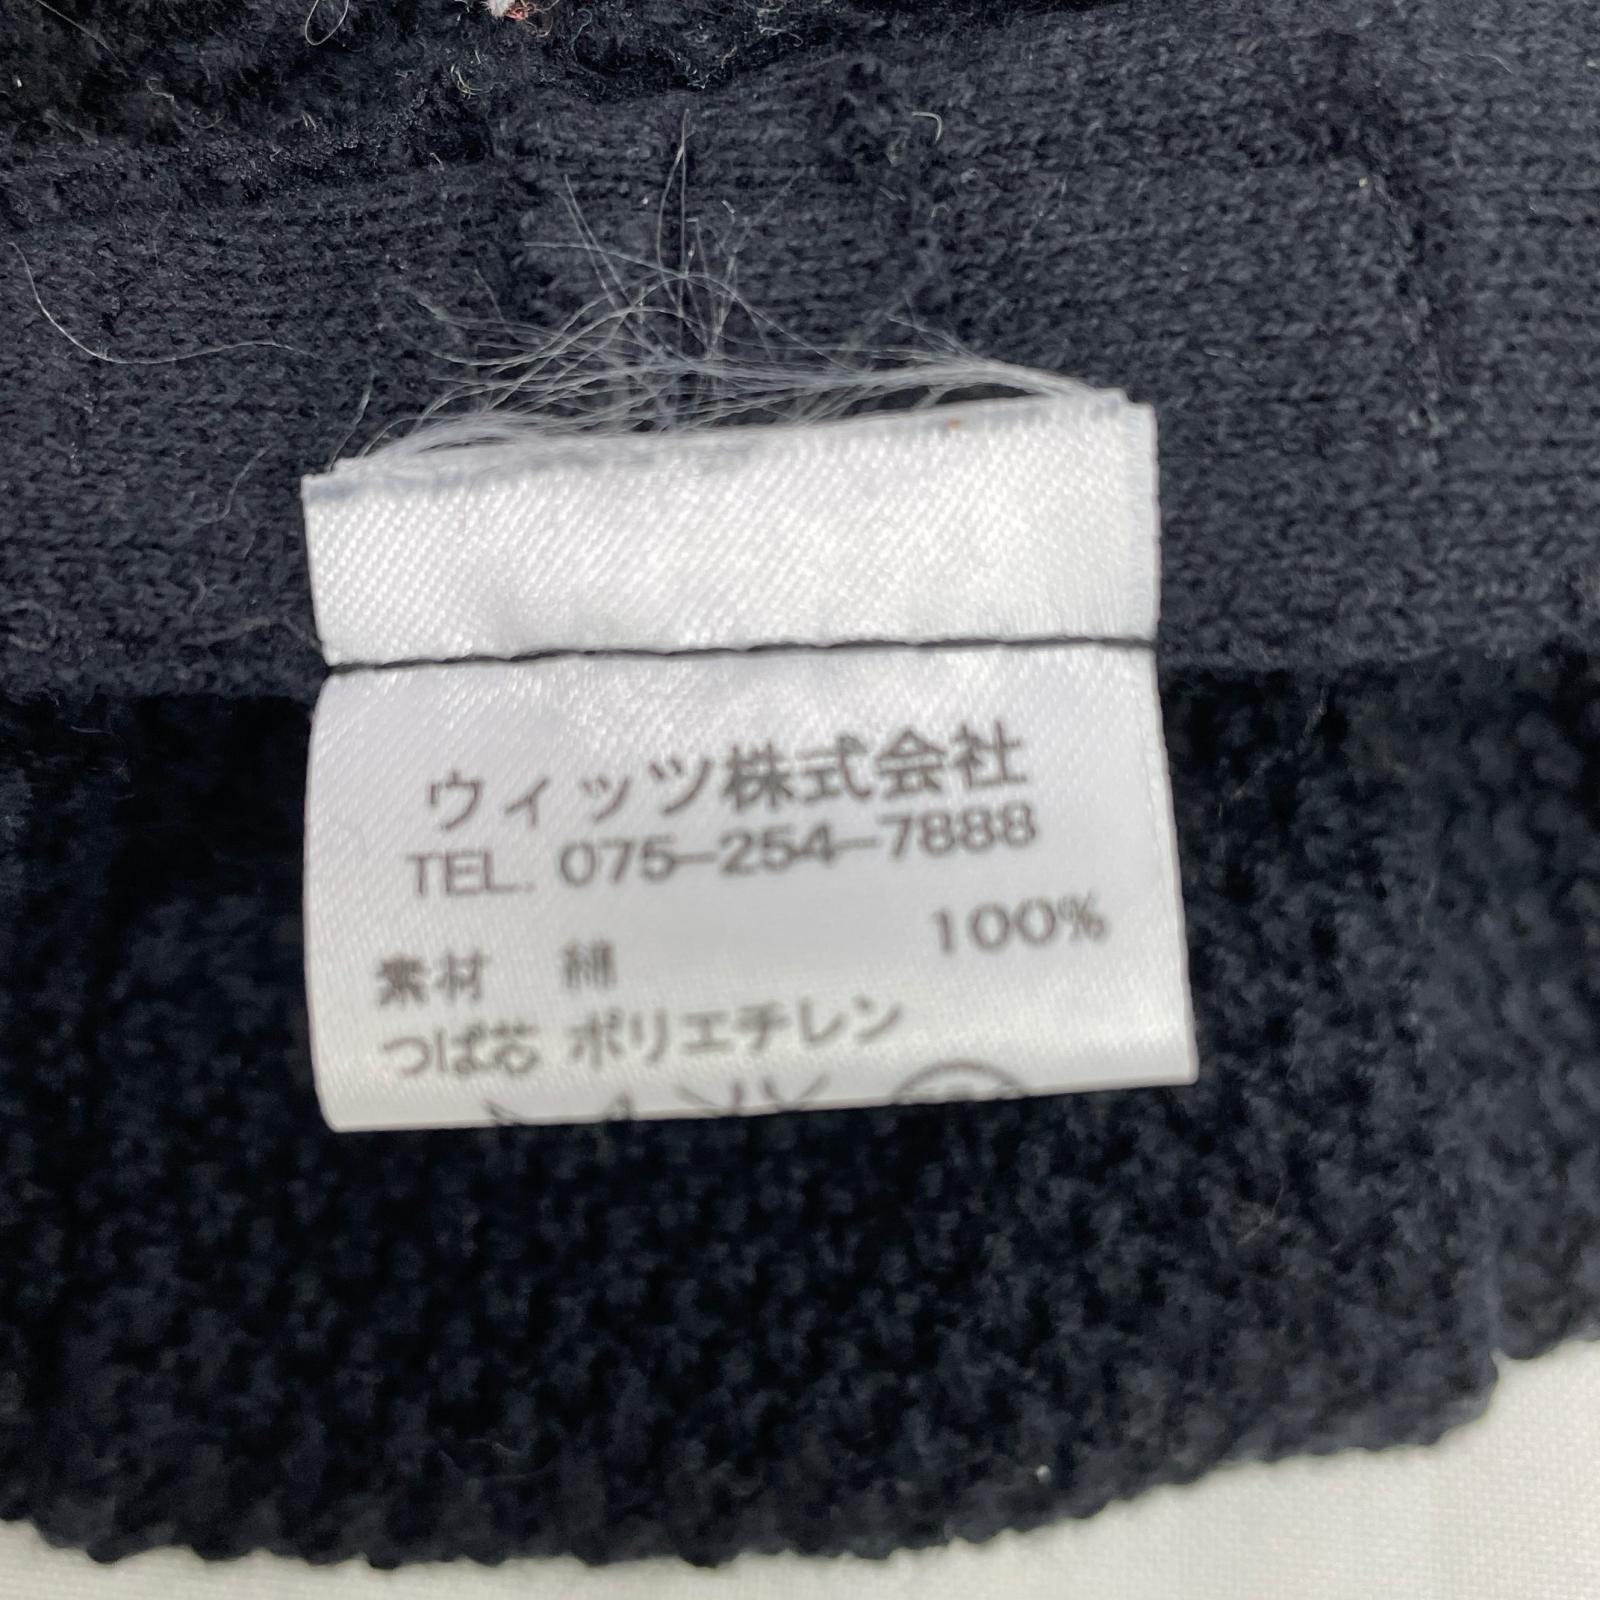 ウィッツ株式会社
TEL. 075-254-7888
100%
素材 綿
つば芯 ポリエチレン